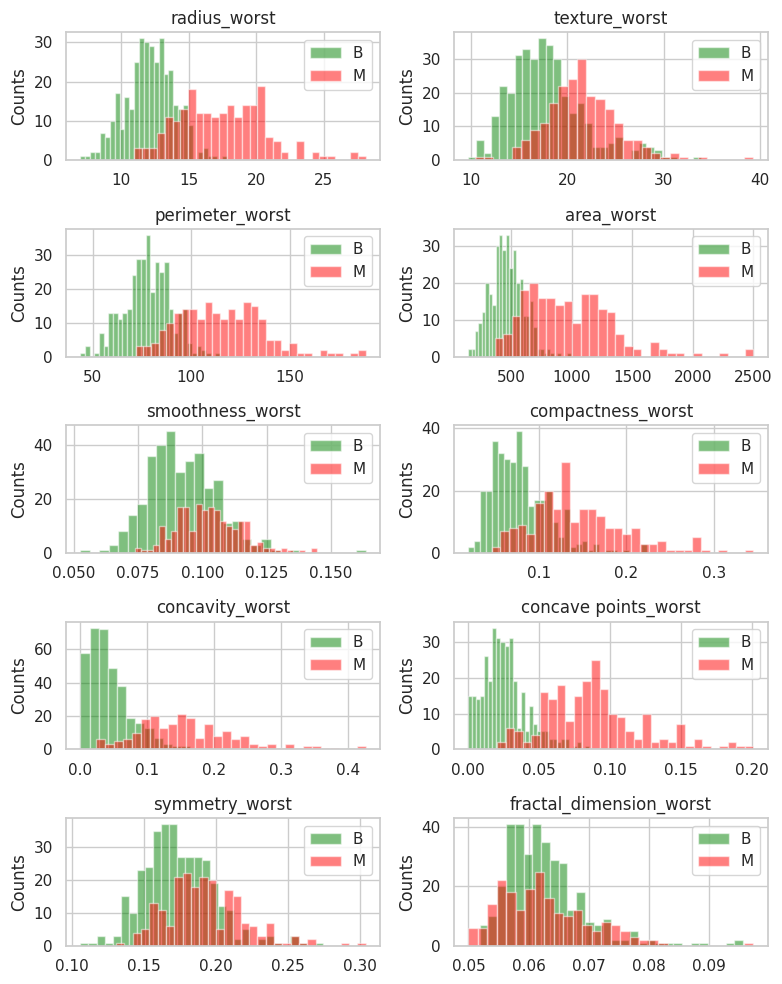 radius_worst
texture_worst
Counts
30
20
10
0
B
M
10
15
20
25
Counts
30
20
10
0
B
M
10
20
30
40
perimeter_worst
area_worst
Counts
30
20
10
0
B
M
50
100
150
Counts
30
20
10
0
B
M
500
1000
1500
2000
2500
smoothness_worst
compactness_worst
Counts
40
20
0
B
M
0.050
0.075
0.100
0.125
0.150
Counts
40
20
0
B
M
0.1
0.2
0.3
concavity_worst
concave points_worst
Counts
60
40
20
0
B
M
0.0
0.1
0.2
0.3
0.4
Counts
30
20
10
0
B
M
0.00
0.05
0.10
0.15
0.20
symmetry_worst
fractal_dimension_worst
Counts
30
20
10
0
B
M
0.10
0.15
0.20
0.25
0.30
Counts
40
20
0
B
M
0.05
0.06
0.07
0.08
0.09